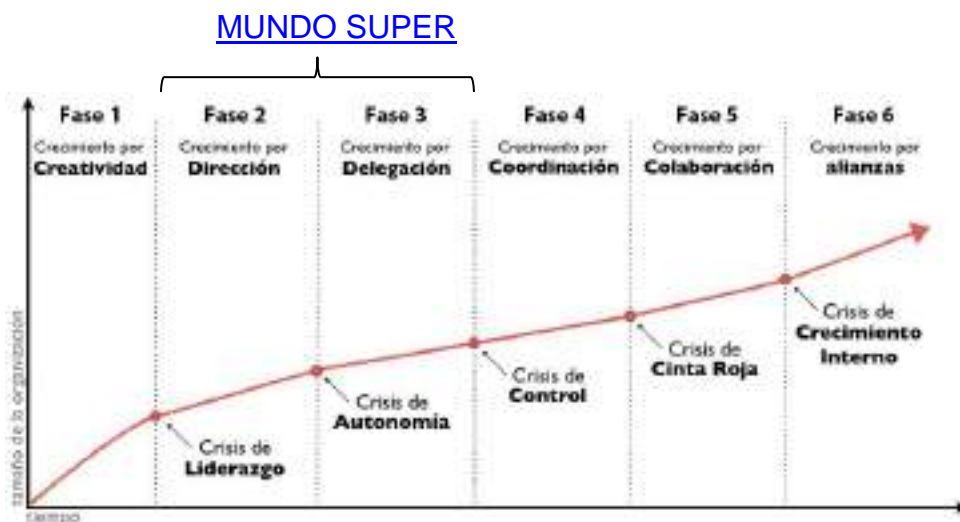 MUNDO SUPER
Fase 1
Crecimiento por
Creatividad
Fase 2
Crecimiento por
Dirección
Fase 3
Crecimiento por
Delegación
Fase 4
Crecimiento por
Coordinación
Fase 5
Crecimiento por
Colaboración
Fase 6
Crecimiento por
alianzas
Crisis de
Liderazgo
Crisis de
Autonomía
Crisis de
Control
Crisis de
Cinta Roja
Crisis de
Crecimiento
Interno
tamaño de la organización
tiempo